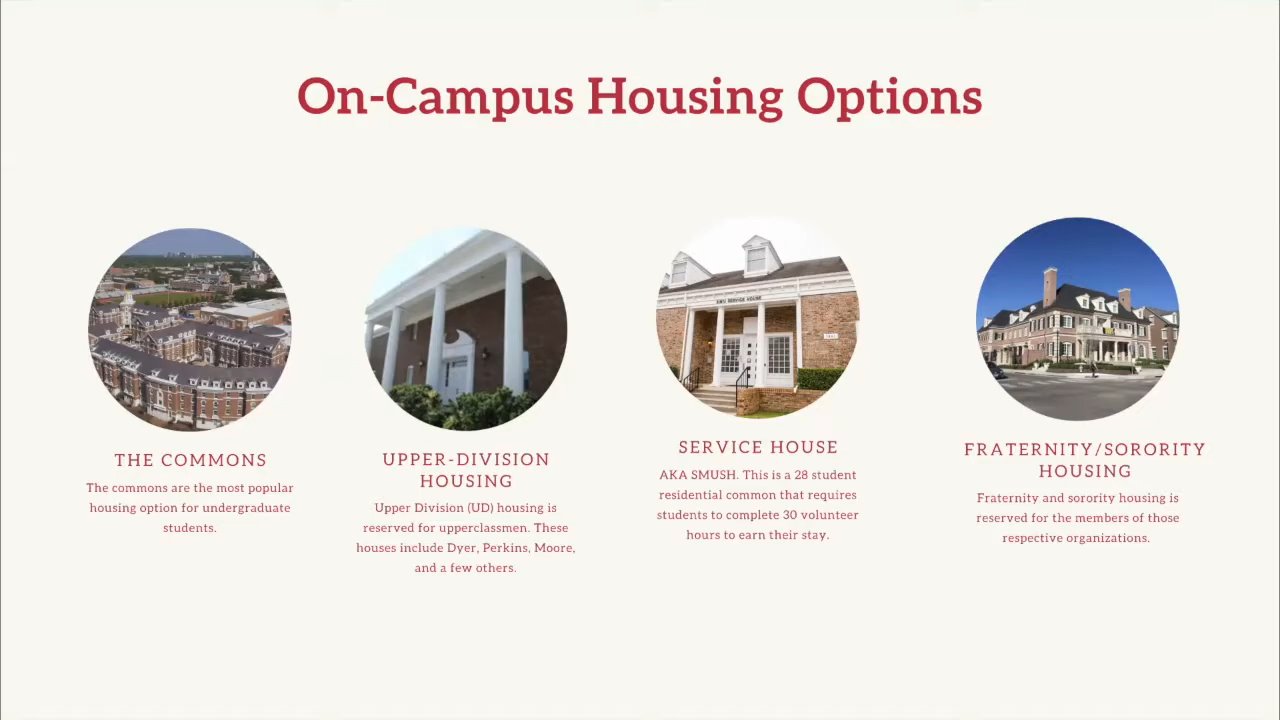 On-Campus Housing Options
THE COMMONS
The commons are the most popular
housing option for undergraduate
students.
UPPER-DIVISION
HOUSING
Upper Division (UD) housing is
reserved for upperclassmen. These
houses include Dyer, Perkins, Moore,
and a few others.
SMU SERVICE HOUSE
SERVICE HOUSE
AKA SMUSH. This is a 28 student
residential common that requires
students to complete 30 volunteer
hours to earn their stay.
FRATERNITY/SORORITY
HOUSING
Fraternity and sorority housing is
reserved for the members of those
respective organizations.